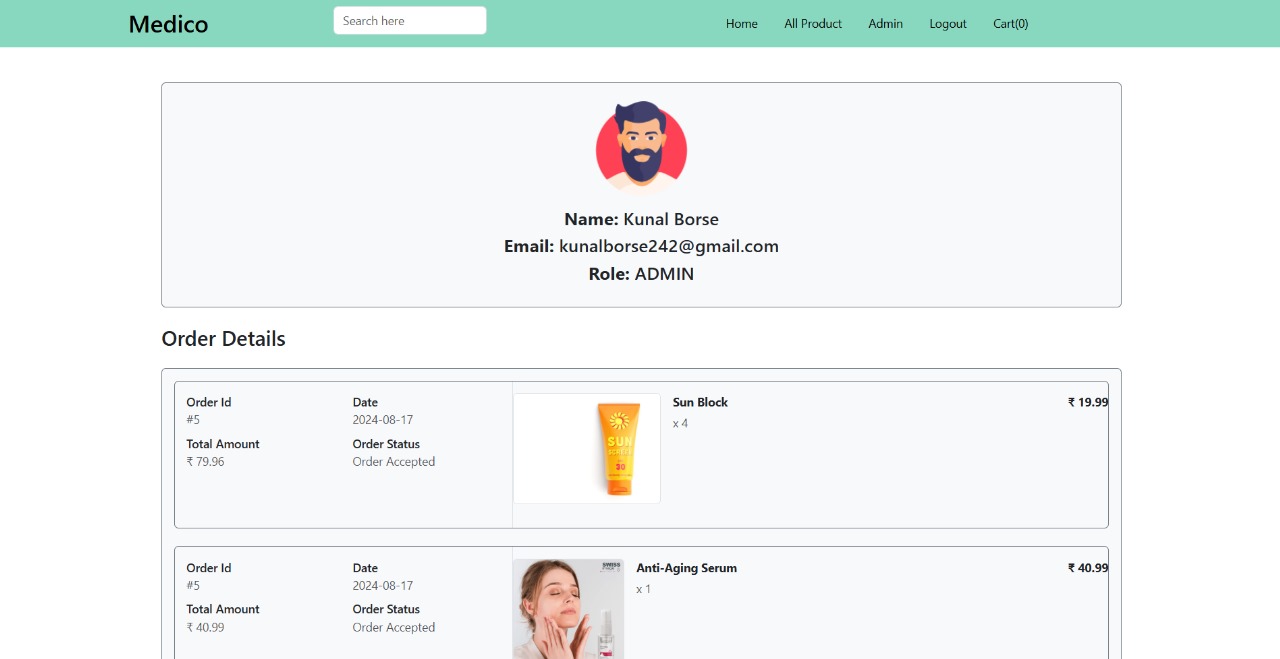 Medico
Search here
Home All Product Admin Logout Cart(0)
Name: Kunal Borse
Email: kunalborse242@gmail.com
Role: ADMIN
Order Details
Order Id Date
#5 2024-08-17
Total Amount Order Status
₹ 79.96 Order Accepted
SUN
SCREEN
30
Sun Block ₹ 19.99
x 4
Order Id Date
#5 2024-08-17
Total Amount Order Status
₹ 40.99 Order Accepted
SWISS
Anti-Aging Serum ₹ 40.99
x 1